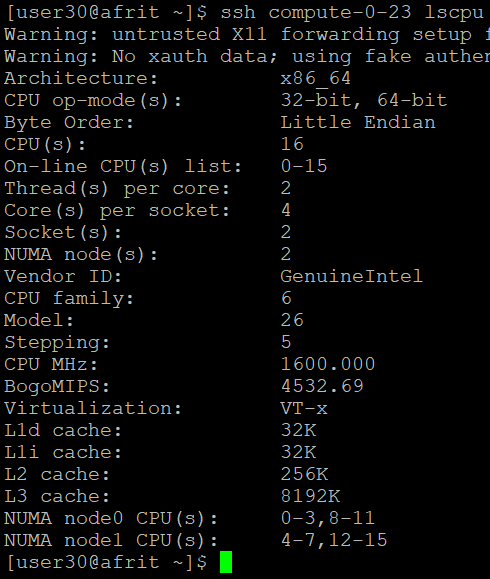 [user30@afrit ~]$ ssh compute-0-23 lscpu
Warning: untrusted X11 forwarding setup f
Warning: No xauth data; using fake authen
Architecture: x86_64
CPU op-mode(s): 32-bit, 64-bit
Byte Order: Little Endian
CPU(s): 16
On-line CPU(s) list: 0-15
Thread(s) per core: 2
Core(s) per socket: 4
Socket(s): 2
NUMA node(s): 2
Vendor ID: GenuineIntel
CPU family: 6
Model: 26
Stepping: 5
CPU MHz: 1600.000
BogoMIPS: 4532.69
Virtualization: VT-x
L1d cache: 32K
L1i cache: 32K
L2 cache: 256K
L3 cache: 8192K
NUMA node0 CPU(s): 0-3,8-11
NUMA node1 CPU(s): 4-7,12-15
[user30@afrit ~]$